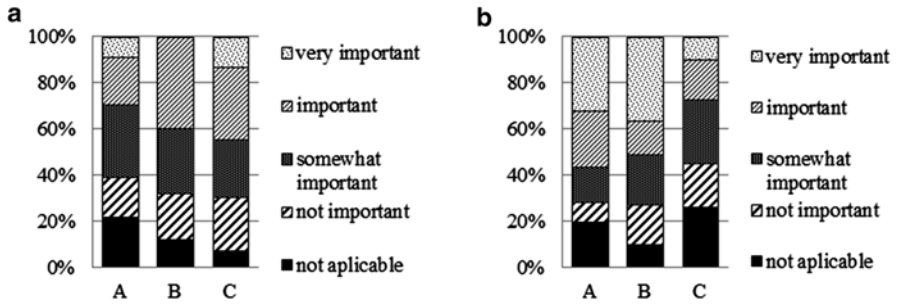 a
100%
80%
60%
40%
20%
0%
A B C
very important
important
somewhat
important
not important
not aplicable
b
100%
80%
60%
40%
20%
0%
A B C
very important
important
somewhat
important
not important
not aplicable